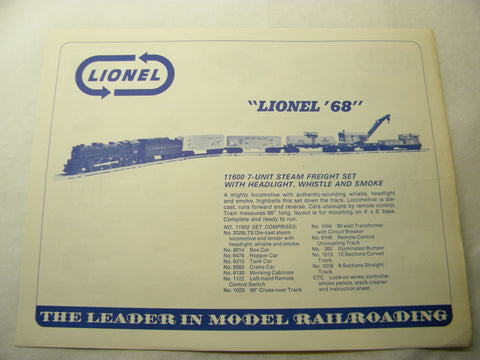 LIONEL
"LIONEL '68"
11600 7-UNIT STEAM FREIGHT SET
WITH HEADLIGHT, WHISTLE AND SMOKE
A mighty locomotive with authentic-sounding whistle, headlight
and smoke, highballs this set down the track. Locomotive is die-
cast, runs forward and reverse. Cars uncouple by remote control.
Train measures 66" long, layout is for mounting on 4' x 6' base.
Complete and ready to run.
NO. 11600 SET COMPRISES:
No. 2029LTS Die-cast steam
locomotive and tender with
headlight, whistle and smoke.
No. 6014 Box Car
No. 6476 Hopper Car
No. 6315 Tank Car
No. 6560 Crane Car
No. 6130 Working Caboose
No. 1122 Left-hand Remote
Control Switch
No. 1020 90° Cross-over Track
No. 1044 90 watt Transformer
with Circuit Breaker
No. 6149 Remote Control
Uncoupling Track
No. 260 Illuminated Bumper
No. 1013 12 Sections Curved
Track
No. 1018 6 Sections Straight
Track
CTC Lock-on wires, controller,
smoke pellets, stack cleaner
and instruction sheet.
THE LEADER IN MODEL RAILROADING